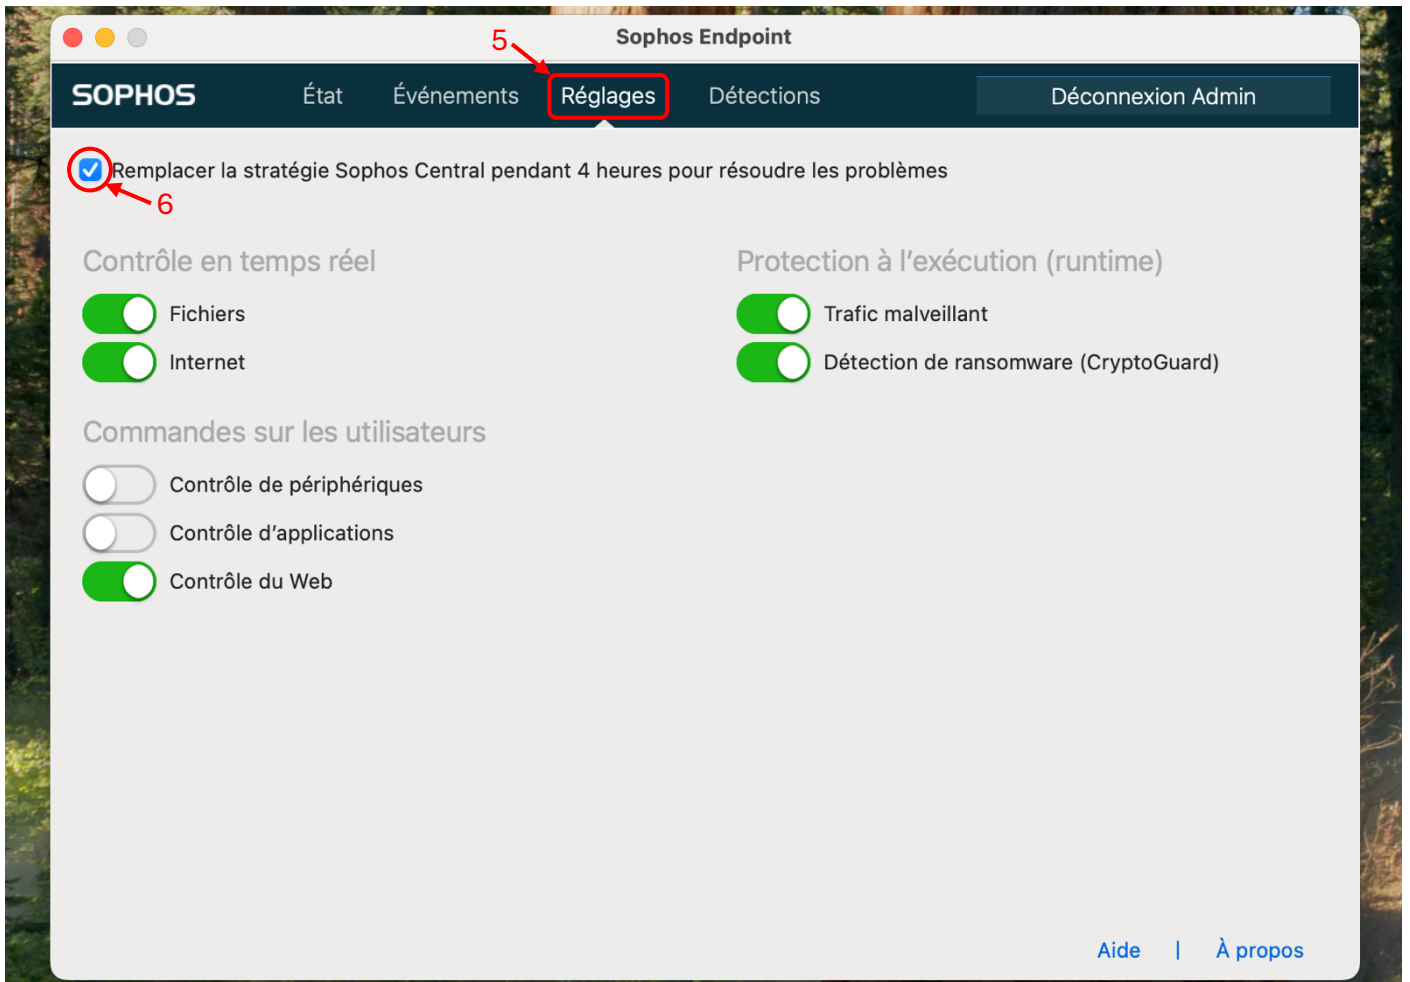 Sophos Endpoint
5
SOPHOS État Événements Réglages Détections Déconnexion Admin
Remplacer la stratégie Sophos Central pendant 4 heures pour résoudre les problèmes
6
Contrôle en temps réel
Fichiers
Internet
Protection à l’exécution (runtime)
Trafic malveillant
Détection de ransomware (CryptoGuard)
Commandes sur les utilisateurs
Contrôle de périphériques
Contrôle d’applications
Contrôle du Web
Aide | À propos